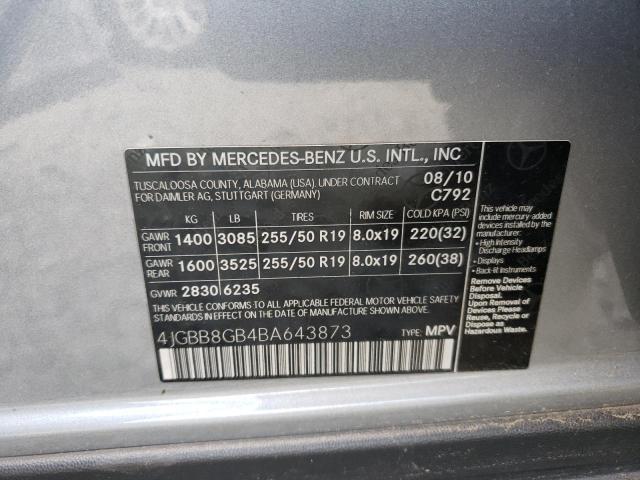 MFD BY MERCEDES-BENZ U.S. INTL., INC
TUSCALOOSA COUNTY, ALABAMA (USA), UNDER CONTRACT 08/10
FOR DAIMLER AG, STUTTGART (GERMANY) C792
KG LB TIRES RIM SIZE COLD KPA (PSI)
GAWR FRONT 1400 3085 255/50 R19 8.0x19 220(32)
GAWR REAR 1600 3525 255/50 R19 8.0x19 260(38)
GVWR 2830 6235
THIS VEHICLE CONFORMS TO ALL APPLICABLE FEDERAL MOTOR VEHICLE SAFETY
STANDARDS IN EFFECT ON THE DATE OF MANUFACTURE SHOWN ABOVE.
4JGBB8GB4BA643873 TYPE: MPV
This vehicle may
include mercury added
devices installed by the
manufacturer:
- High Intensity
Discharge Headlamps
- Displays
- Back-lit Instruments
Remove Devices
Before Vehicle
Disposal.
Upon Removal of
Devices Please
Reuse, Recycle or
Dispose as
Hazardous Waste.